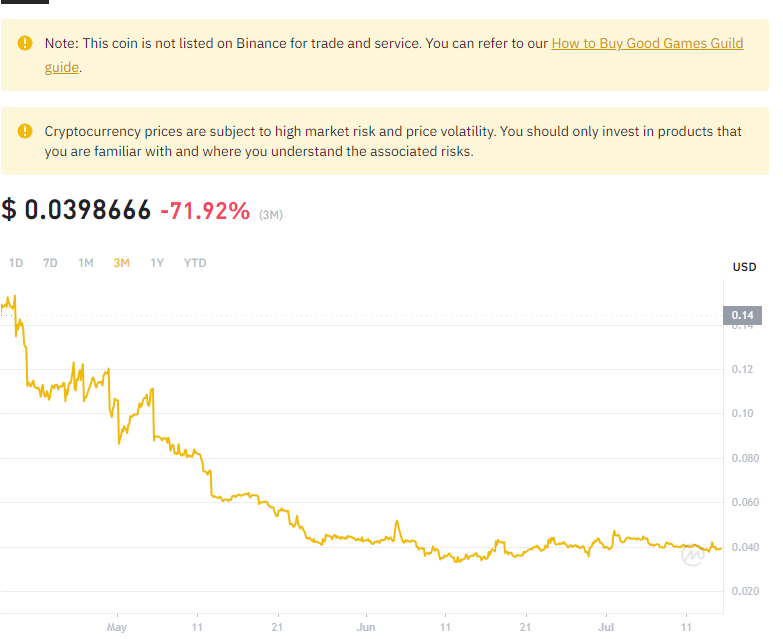 Note: This coin is not listed on Binance for trade and service. You can refer to our How to Buy Good Games Guild
guide.
Cryptocurrency prices are subject to high market risk and price volatility. You should only invest in products that
you are familiar with and where you understand the associated risks.
$ 0.0398666 -71.92% (3M)
1D 7D 1M 3M 1Y YTD
USD
0.14
0.14
0.12
0.10
0.080
0.060
0.040
0.020
May 11 21 Jun 11 21 Jul 11